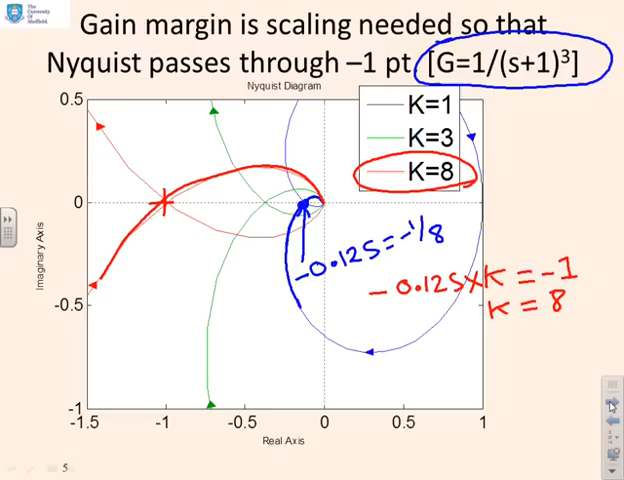 The
University
Of
Sheffield.
Gain margin is scaling needed so that
Nyquist passes through –1 pt [G=1/(s+1)³]
Nyquist Diagram
0.5
0
-0.5
-1
Imaginary Axis
K=1
K=3
K=8
-0.125=-1/8
-0.125×K=-1
K=8
-1.5 -1 -0.5 0 0.5 1
Real Axis
5